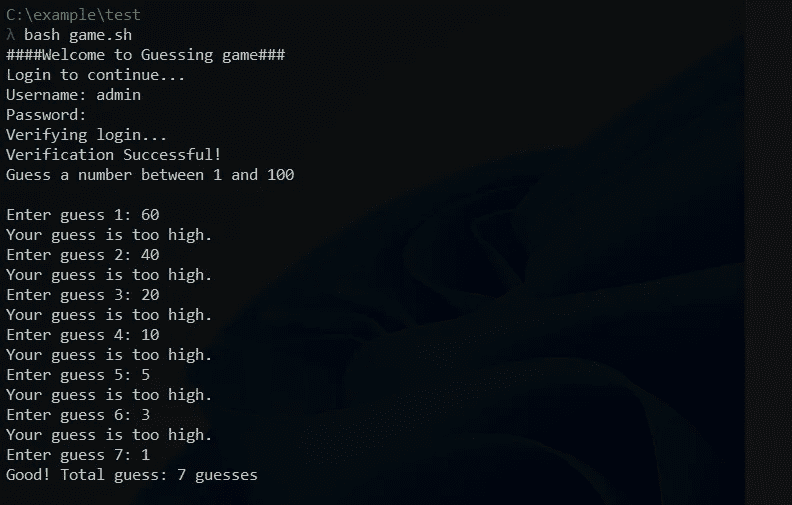 C:\example\test
λ bash game.sh
####Welcome to Guessing game###
Login to continue...
Username: admin
Password:
Verifying login...
Verification Successful!
Guess a number between 1 and 100
Enter guess 1: 60
Your guess is too high.
Enter guess 2: 40
Your guess is too high.
Enter guess 3: 20
Your guess is too high.
Enter guess 4: 10
Your guess is too high.
Enter guess 5: 5
Your guess is too high.
Enter guess 6: 3
Your guess is too high.
Enter guess 7: 1
Good! Total guess: 7 guesses